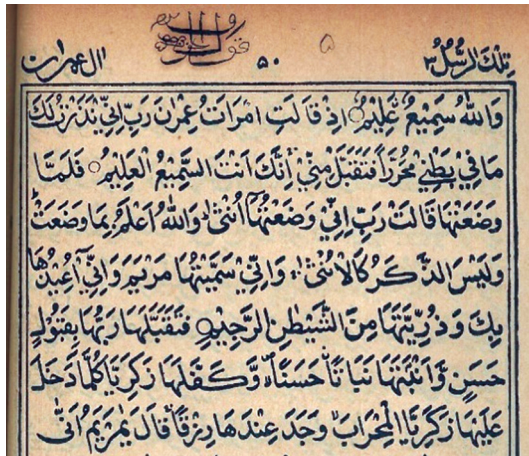 تلك الرسل ٣ ٥٠ ال عمران
وَاللّٰهُ سَمِيْعٌ عَلِيْمٌ ○ اِذْ قَالَتِ امْرَاَتُ عِمْرٰنَ رَبِّ اِنِّيْ نَذَرْتُ لَكَ
مَا فِيْ بَطْنِيْ مُحَرَّرًا فَتَقَبَّلْ مِنِّيْ اِنَّكَ اَنْتَ السَّمِيْعُ الْعَلِيْمُ ○ فَلَمَّا
وَضَعَتْهَا قَالَتْ رَبِّ اِنِّيْ وَضَعْتُهَا اُنْثٰى وَاللّٰهُ اَعْلَمُ بِمَا وَضَعَتْ
وَلَيْسَ الذَّكَرُ كَالْاُنْثٰى وَاِنِّيْ سَمَّيْتُهَا مَرْيَمَ وَاِنِّيْ اُعِيْذُهَا
بِكَ وَذُرِّيَّتَهَا مِنَ الشَّيْطٰنِ الرَّجِيْمِ ○ فَتَقَبَّلَهَا رَبُّهَا بِقَبُوْلٍ
حَسَنٍ وَّاَنْۢبَتَهَا نَبَاتًا حَسَنًا وَّكَفَّلَهَا زَكَرِيَّا كُلَّمَا دَخَلَ
عَلَيْهَا زَكَرِيَّا الْمِحْرَابَ وَجَدَ عِنْدَهَا رِزْقًا قَالَ يٰمَرْيَمُ اَنّٰى